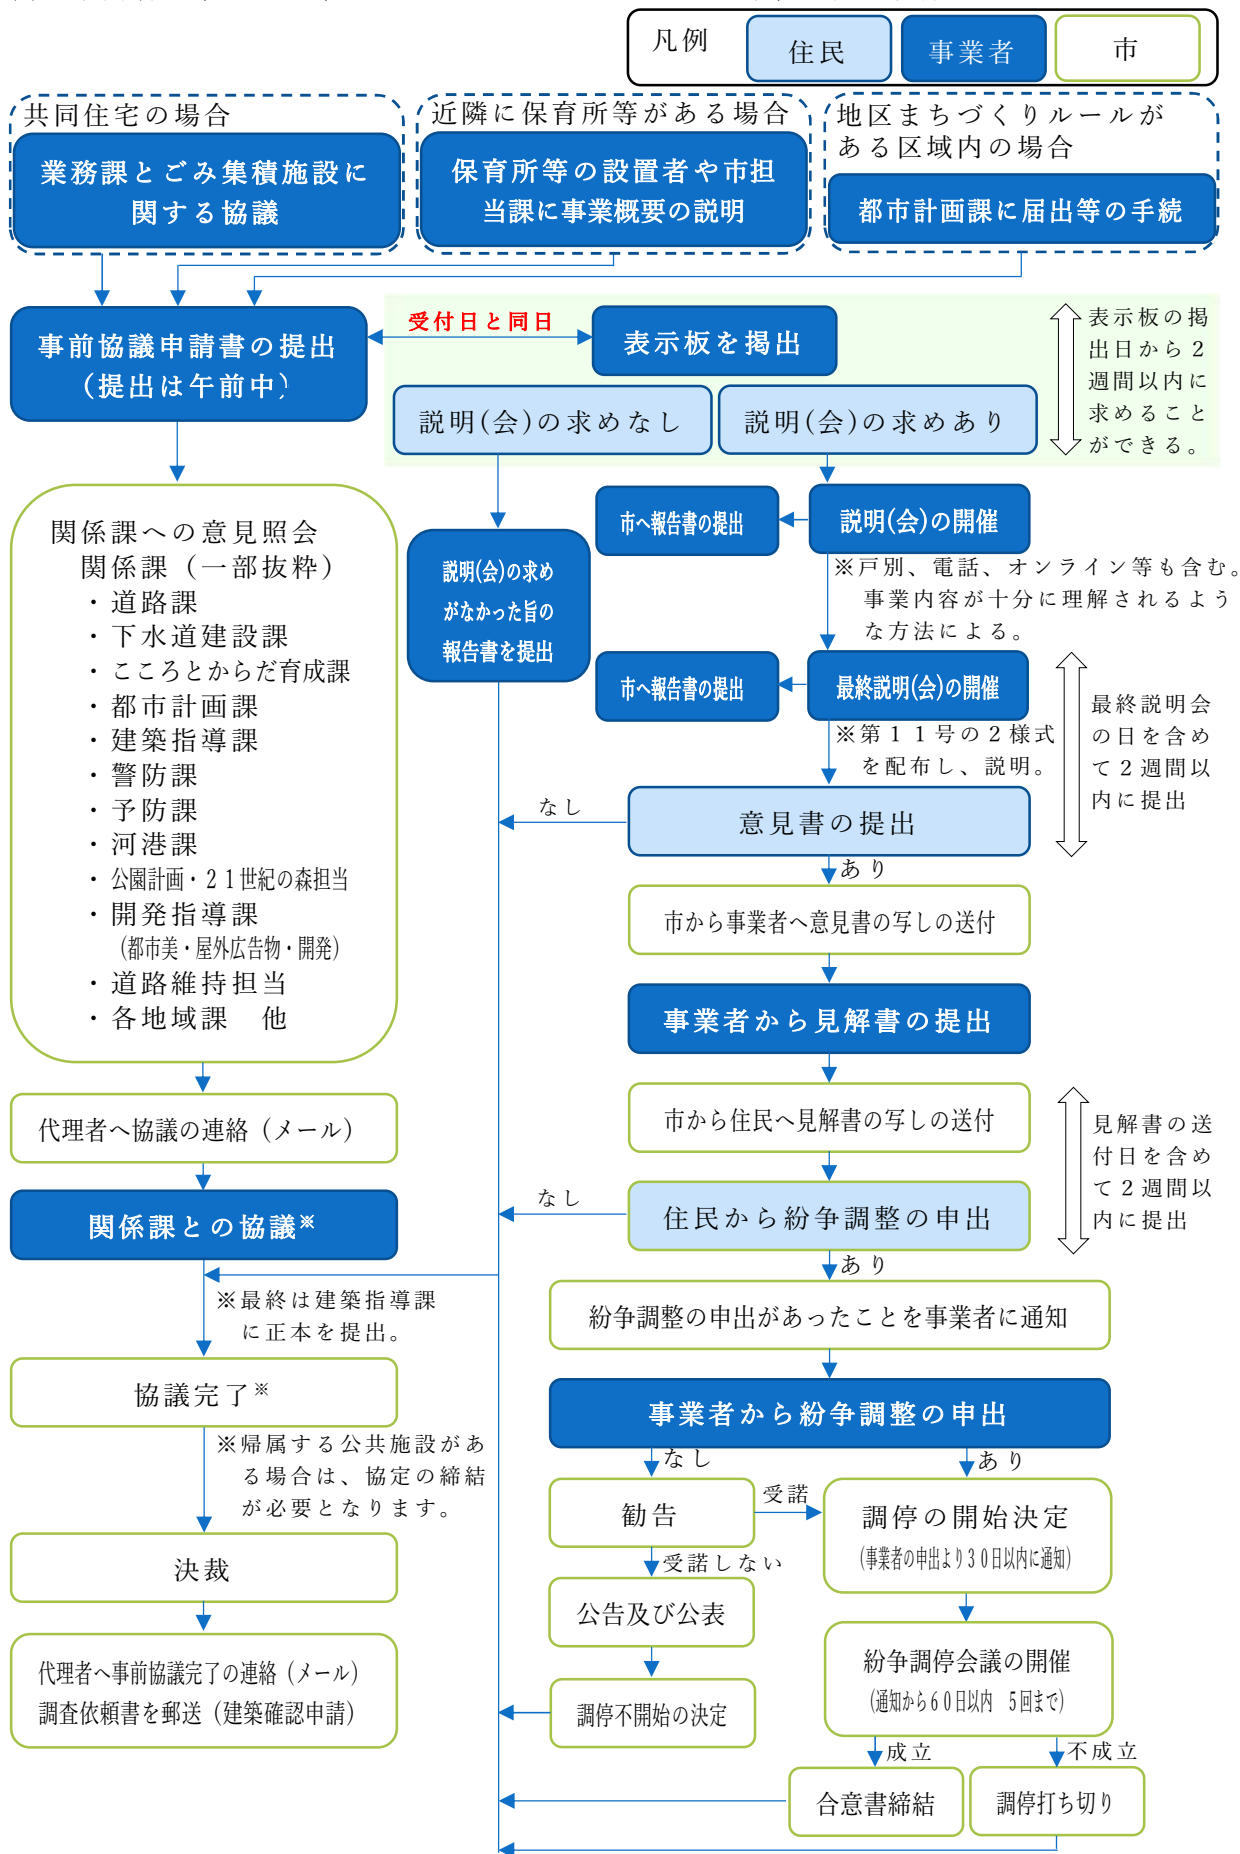 凡例
住民
事業者
市
共同住宅の場合
業務課とごみ集積施設に
関する協議
近隣に保育所等がある場合
保育所等の設置者や市担
当課に事業概要の説明
地区まちづくりルールが
ある区域内の場合
都市計画課に届出等の手続
事前協議申請書の提出
（提出は午前中）
受付日と同日
表示板を掲出
説明(会)の求めなし
説明(会)の求めあり
表示板の掲
出日から２
週間以内に
求めること
ができる。
関係課への意見照会
関係課（一部抜粋）
・道路課
・下水道建設課
・こころとからだ育成課
・都市計画課
・建築指導課
・警防課
・予防課
・河港課
・公園計画・２１世紀の森担当
・開発指導課
（都市美・屋外広告物・開発）
・道路維持担当
・各地域課　他
説明(会)の求め
がなかった旨の
報告書を提出
市へ報告書の提出
説明(会)の開催
※戸別、電話、オンライン等も含む。
事業内容が十分に理解されるよう
な方法による。
市へ報告書の提出
最終説明(会)の開催
※第１１号の２様式
を配布し、説明。
最終説明会
の日を含め
て２週間以
内に提出
なし
意見書の提出
あり
市から事業者へ意見書の写しの送付
事業者から見解書の提出
市から住民へ見解書の写しの送付
見解書の送
付日を含め
て２週間以
内に提出
なし
住民から紛争調整の申出
あり
代理者へ協議の連絡（メール）
関係課との協議※
※最終は建築指導課
に正本を提出。
協議完了※
※帰属する公共施設があ
る場合は、協定の締結
が必要となります。
決裁
代理者へ事前協議完了の連絡（メール）
調査依頼書を郵送（建築確認申請）
紛争調整の申出があったことを事業者に通知
事業者から紛争調整の申出
なし
あり
勧告
受諾
調停の開始決定
（事業者の申出より３０日以内に通知）
受諾しない
公告及び公表
紛争調停会議の開催
（通知から６０日以内　５回まで）
調停不開始の決定
成立
不成立
合意書締結
調停打ち切り